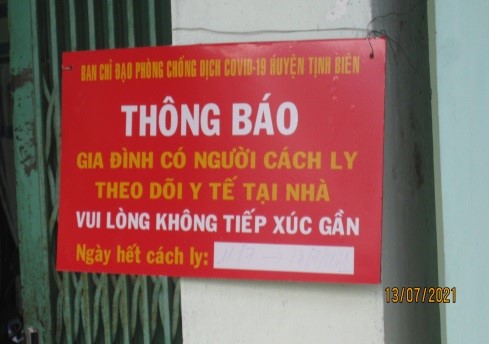 BAN CHỈ ĐẠO PHÒNG CHỐNG DỊCH COVID-19 HUYỆN TỊNH BIÊN
THÔNG BÁO
GIA ĐÌNH CÓ NGƯỜI CÁCH LY
THEO DÕI Y TẾ TẠI NHÀ
VUI LÒNG KHÔNG TIẾP XÚC GẦN
Ngày hết cách ly:
13/07/2021